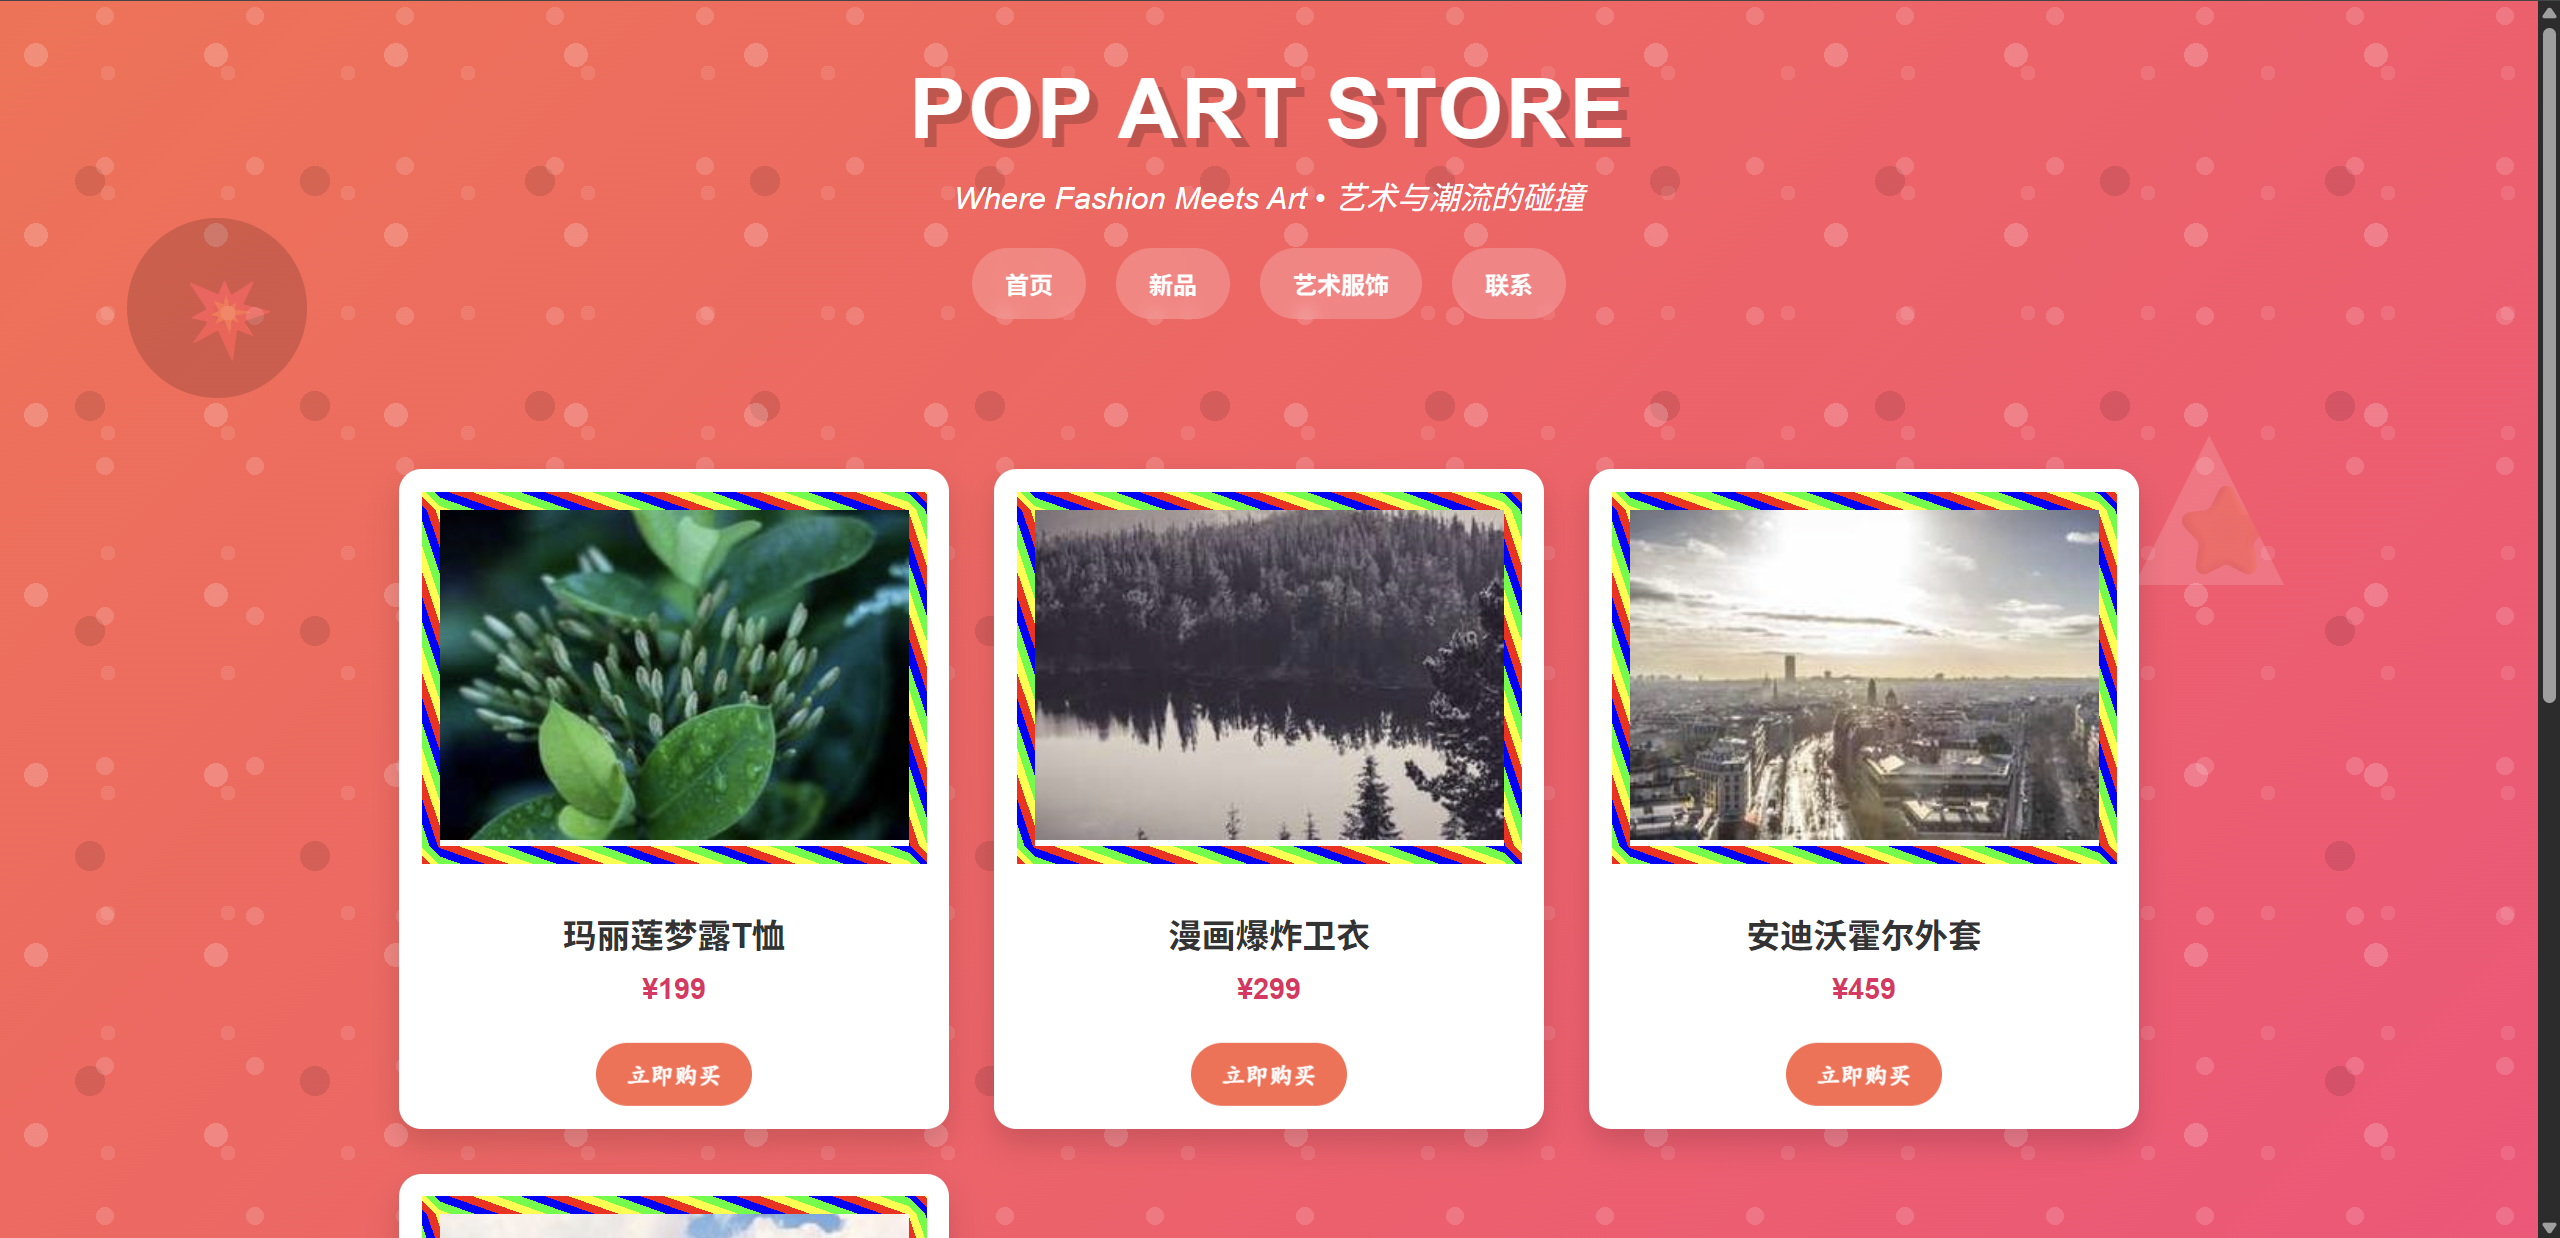 POP ART STORE
Where Fashion Meets Art • 艺术与潮流的碰撞
首页 新品 艺术服饰 联系
玛丽莲梦露T恤
¥199
立即购买
漫画爆炸卫衣
¥299
立即购买
安迪沃霍尔外套
¥459
立即购买